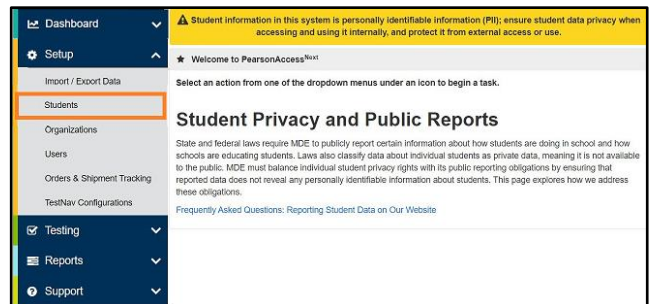 Dashboard
Setup
Import / Export Data
Students
Organizations
Users
Orders & Shipment Tracking
TestNav Configurations
Testing
Reports
Support
Student information in this system is personally identifiable information (PII); ensure student data privacy when
accessing and using it internally, and protect it from external access or use.
Welcome to PearsonAccessNext
Select an action from one of the dropdown menus under an icon to begin a task.
Student Privacy and Public Reports
State and federal laws require MDE to publicly report certain information about how students are doing in school and how
schools are educating students. Laws also classify data about individual students as private data, meaning it is not available
to the public. MDE must balance individual student privacy rights with its public reporting obligations by ensuring that
reported data does not reveal any personally identifiable information about students. This page explores how we address
these obligations.
Frequently Asked Questions: Reporting Student Data on Our Website